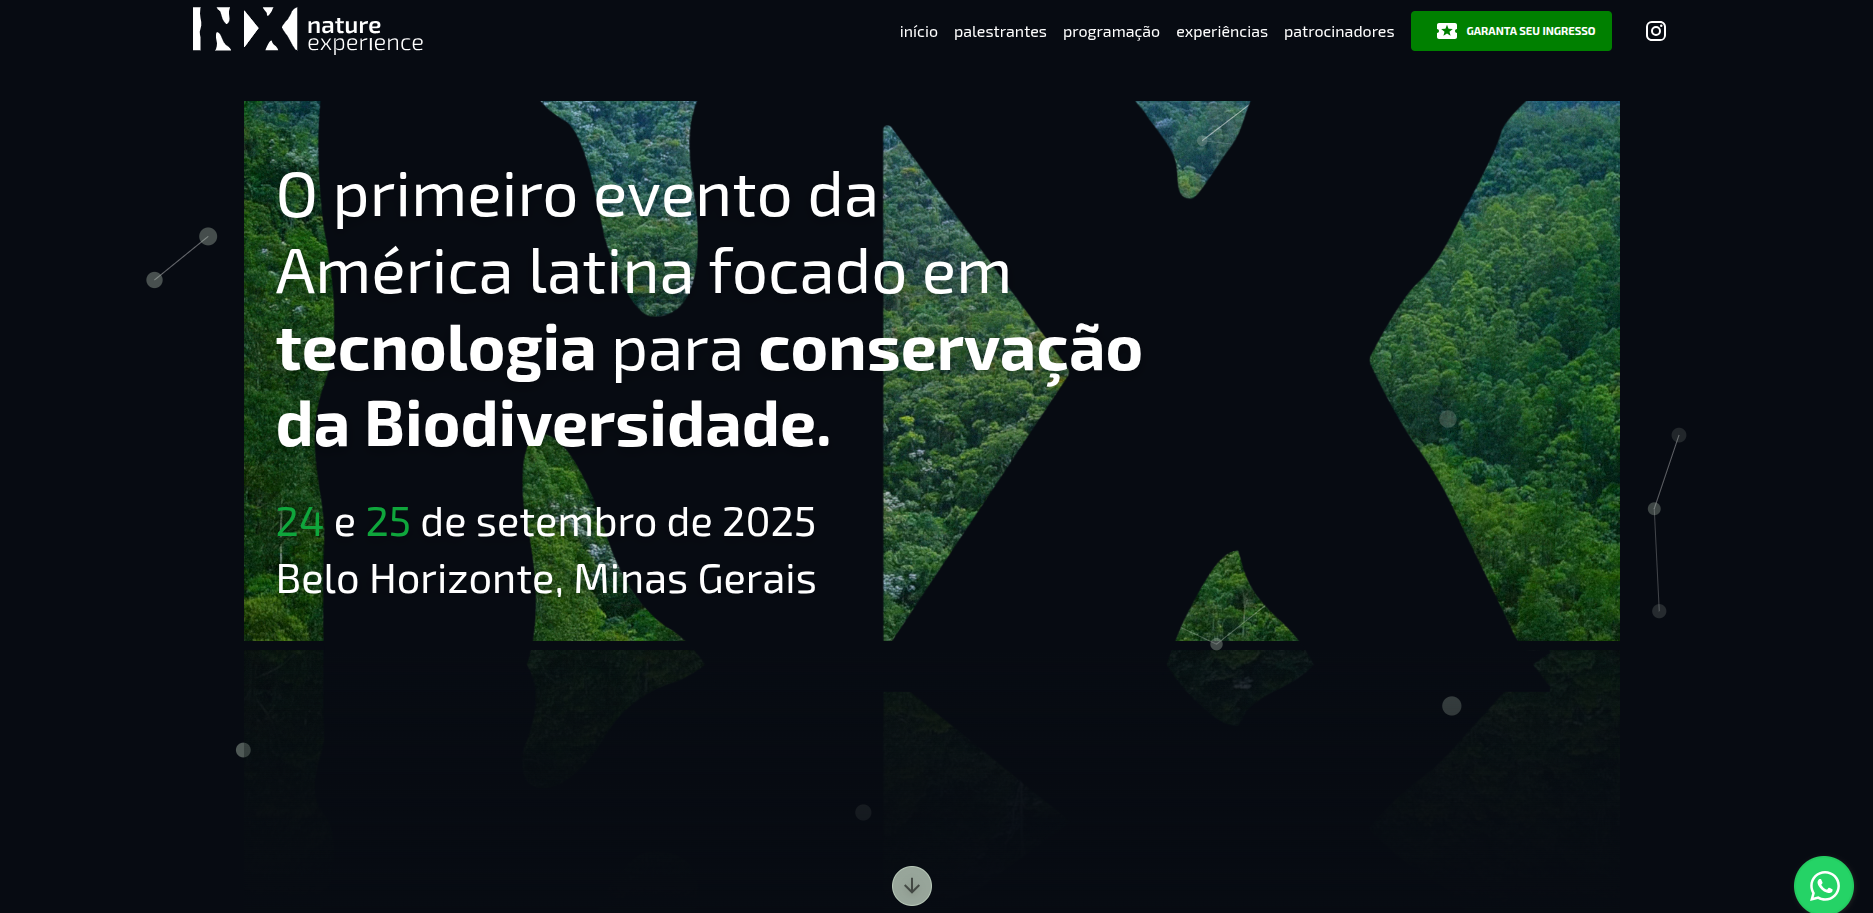 NX nature
experience
início palestrantes programação experiências patrocinadores GARANTA SEU INGRESSO
O primeiro evento da
América latina focado em
tecnologia para conservação
da Biodiversidade.
24 e 25 de setembro de 2025
Belo Horizonte, Minas Gerais